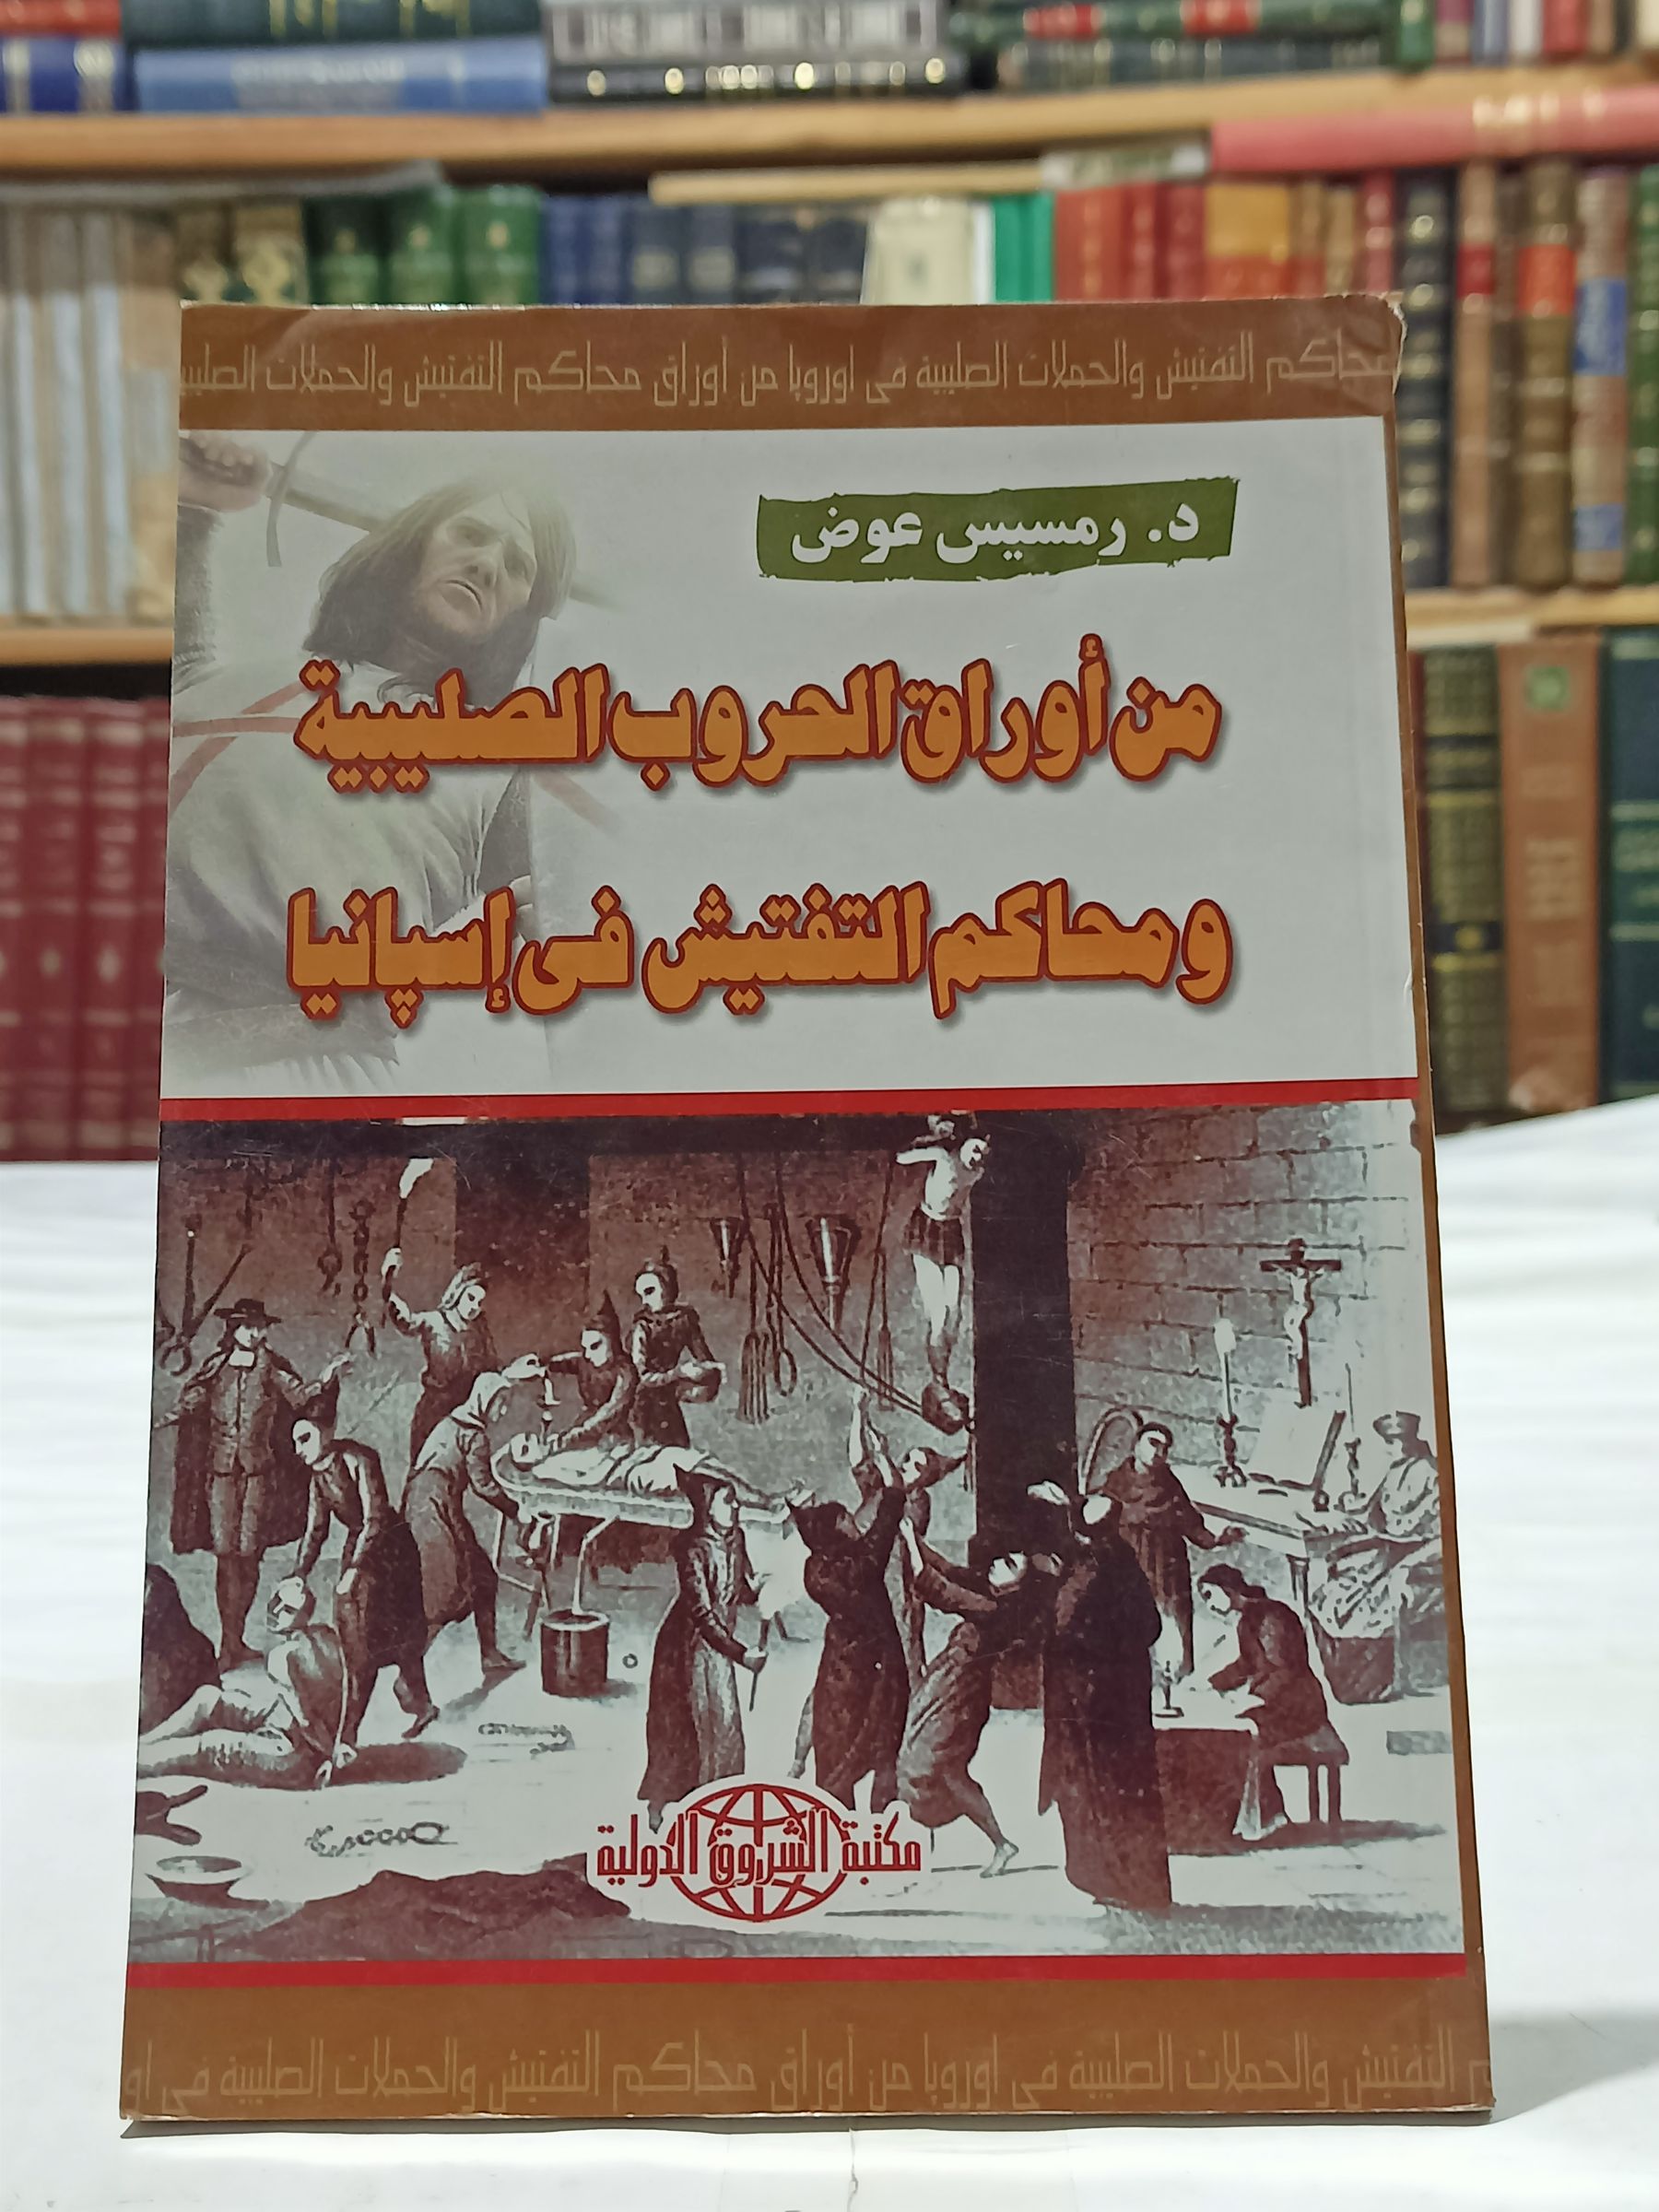 محاكم التفتيش والحملات الصليبية فى أوروبا من أوراق محاكم التفتيش والحملات الصليبية
د. رمسيس عوض
من أوراق الحروب الصليبية
ومحاكم التفتيش فى إسپانيا
مكتبة الشروق الدولية
التفتيش والحملات الصليبية فى اوروپا من أوراق محاكم التفتيش والحملات الصليبية فى